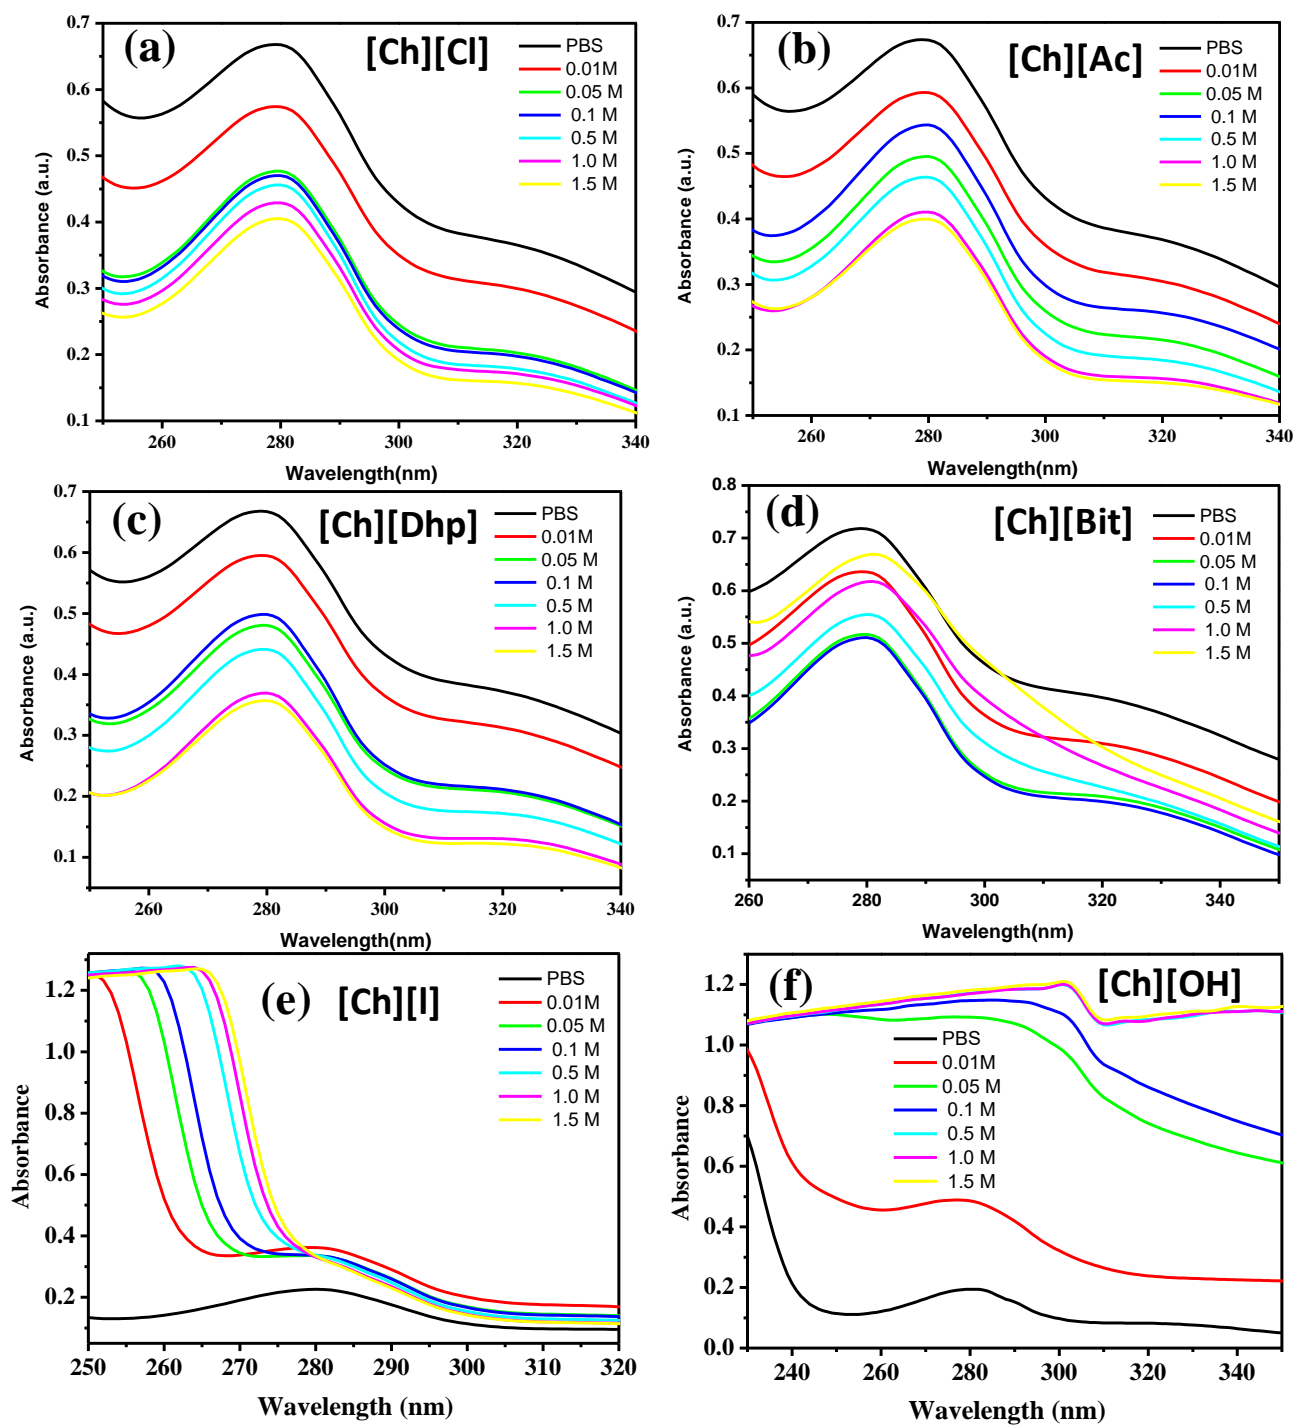 (a)
[Ch][Cl]
PBS
0.01M
0.05 M
0.1 M
0.5 M
1.0 M
1.5 M
0.7
0.6
0.5
0.4
0.3
0.2
0.1
Absorbance (a.u.)
260
280
300
320
340
Wavelength(nm)
(b)
[Ch][Ac]
PBS
0.01M
0.05 M
0.1 M
0.5 M
1.0 M
1.5 M
0.7
0.6
0.5
0.4
0.3
0.2
0.1
Absorbance (a.u.)
260
280
300
320
340
Wavelength(nm)
(c)
[Ch][Dhp]
PBS
0.01M
0.05 M
0.1 M
0.5 M
1.0 M
1.5 M
0.7
0.6
0.5
0.4
0.3
0.2
0.1
Absorbance (a.u.)
260
280
300
320
340
Wavelength(nm)
(d)
[Ch][Bit]
PBS
0.01M
0.05M
0.1 M
0.5 M
1.0 M
1.5 M
0.8
0.7
0.6
0.5
0.4
0.3
0.2
0.1
Absorbance (a.u.)
260
280
300
320
340
Wavelength(nm)
(e)
[Ch][I]
PBS
0.01M
0.05 M
0.1 M
0.5 M
1.0 M
1.5 M
1.2
1.0
0.8
0.6
0.4
0.2
Absorbance
250
260
270
280
290
300
310
320
Wavelength (nm)
(f)
[Ch][OH]
PBS
0.01M
0.05 M
0.1 M
0.5 M
1.0 M
1.5 M
1.2
1.0
0.8
0.6
0.4
0.2
0.0
Absorbance
240
260
280
300
320
340
Wavelength (nm)